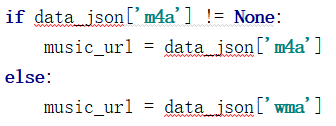 if data_json['m4a'] != None:
    music_url = data_json['m4a']
else:
    music_url = data_json['wma']